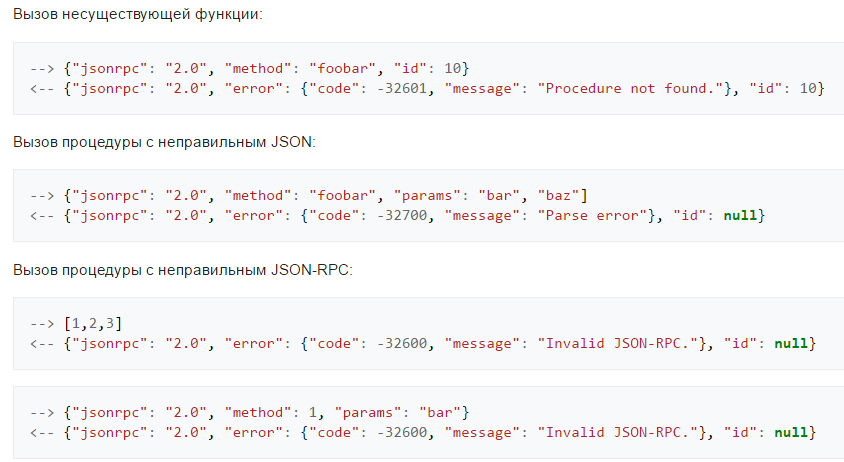 Вызов несуществующей функции:
--> {"jsonrpc": "2.0", "method": "foobar", "id": 10}
<-- {"jsonrpc": "2.0", "error": {"code": -32601, "message": "Procedure not found."}, "id": 10}
Вызов процедуры с неправильным JSON:
--> {"jsonrpc": "2.0", "method": "foobar", "params": "bar", "baz"]
<-- {"jsonrpc": "2.0", "error": {"code": -32700, "message": "Parse error"}, "id": null}
Вызов процедуры с неправильным JSON-RPC:
--> [1,2,3]
<-- {"jsonrpc": "2.0", "error": {"code": -32600, "message": "Invalid JSON-RPC."}, "id": null}
--> {"jsonrpc": "2.0", "method": 1, "params": "bar"}
<-- {"jsonrpc": "2.0", "error": {"code": -32600, "message": "Invalid JSON-RPC."}, "id": null}